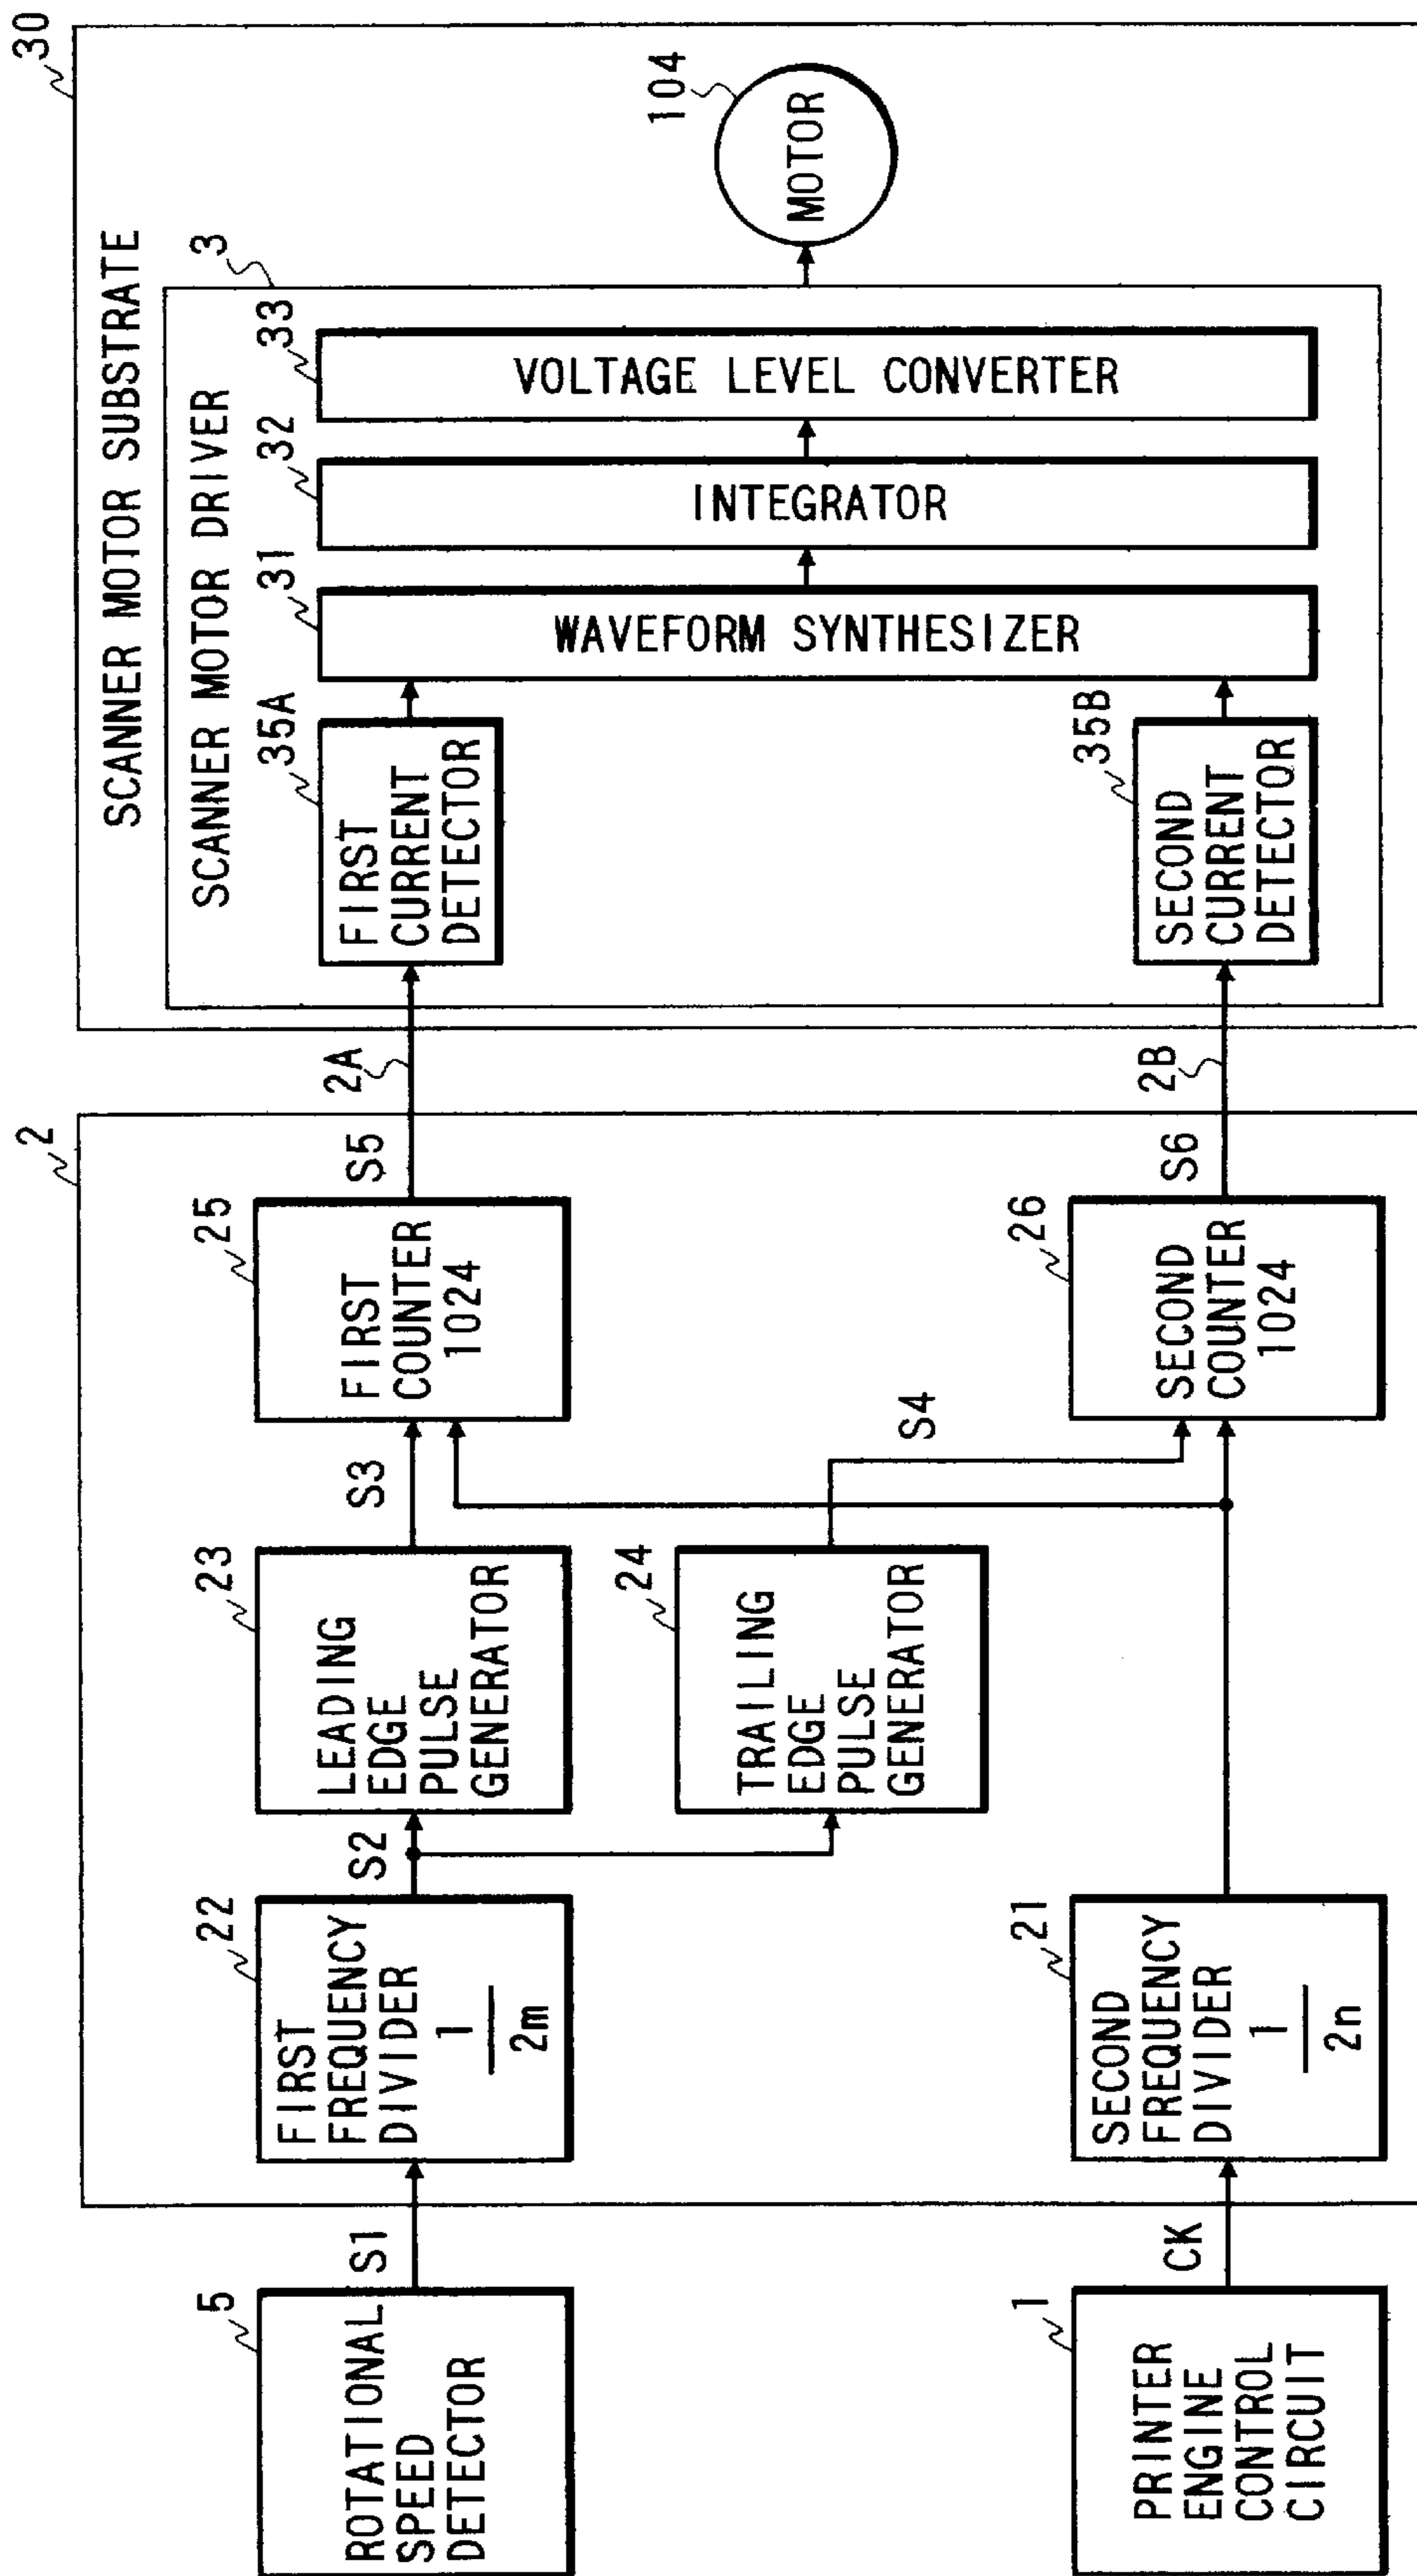 5
ROTATIONAL
SPEED
DETECTOR
S1
1
PRINTER
ENGINE
CONTROL
CIRCUIT
CK
2
22
FIRST
FREQUENCY
DIVIDER
1
2m
S2
21
SECOND
FREQUENCY
DIVIDER
1
2n
23
LEADING
EDGE
PULSE
GENERATOR
S3
24
TRAILING
EDGE
PULSE
GENERATOR
S4
25
FIRST
COUNTER
1024
S5
26
SECOND
COUNTER
1024
S6
2A
2B
30
SCANNER MOTOR SUBSTRATE
SCANNER MOTOR DRIVER
3
35A
FIRST
CURRENT
DETECTOR
35B
SECOND
CURRENT
DETECTOR
31
WAVEFORM SYNTHESIZER
32
INTEGRATOR
33
VOLTAGE LEVEL CONVERTER
104
MOTOR